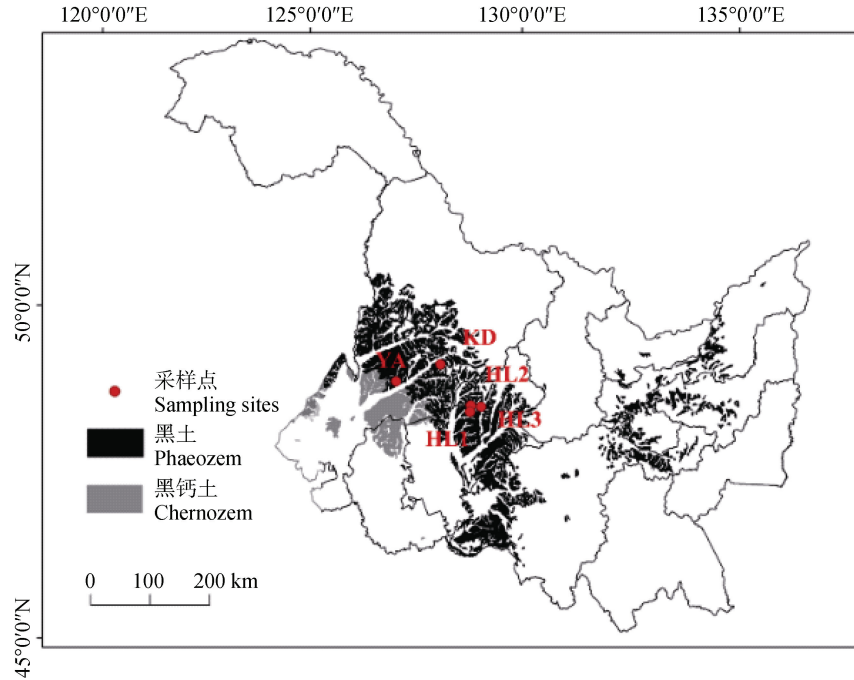 120°0′0″E 125°0′0″E 130°0′0″E 135°0′0″E
50°0′0″N
45°0′0″N
KD
YA
HL2
HL3
HL1
采样点
Sampling sites
黑土
Phaeozem
黑钙土
Chernozem
0 100 200 km